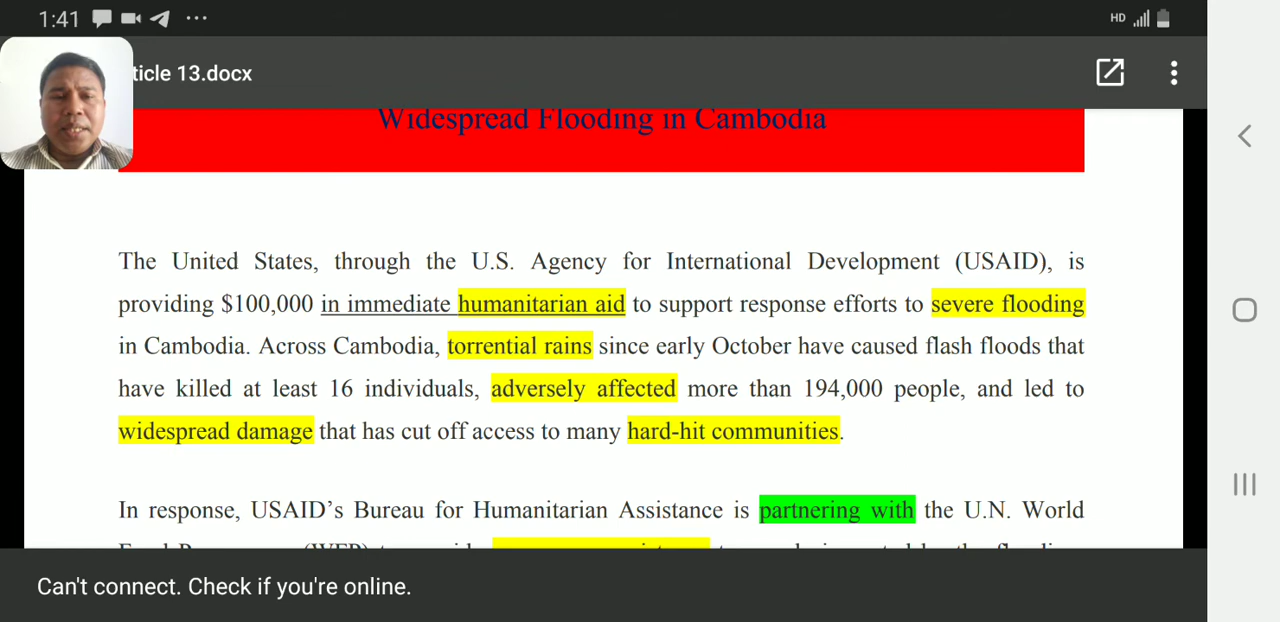 1:41
HD
ticle 13.docx
Widespread Flooding in Cambodia
The United States, through the U.S. Agency for International Development (USAID), is
providing $100,000 in immediate humanitarian aid to support response efforts to severe flooding
in Cambodia. Across Cambodia, torrential rains since early October have caused flash floods that
have killed at least 16 individuals, adversely affected more than 194,000 people, and led to
widespread damage that has cut off access to many hard-hit communities.
In response, USAID’s Bureau for Humanitarian Assistance is partnering with the U.N. World
Can't connect. Check if you're online.